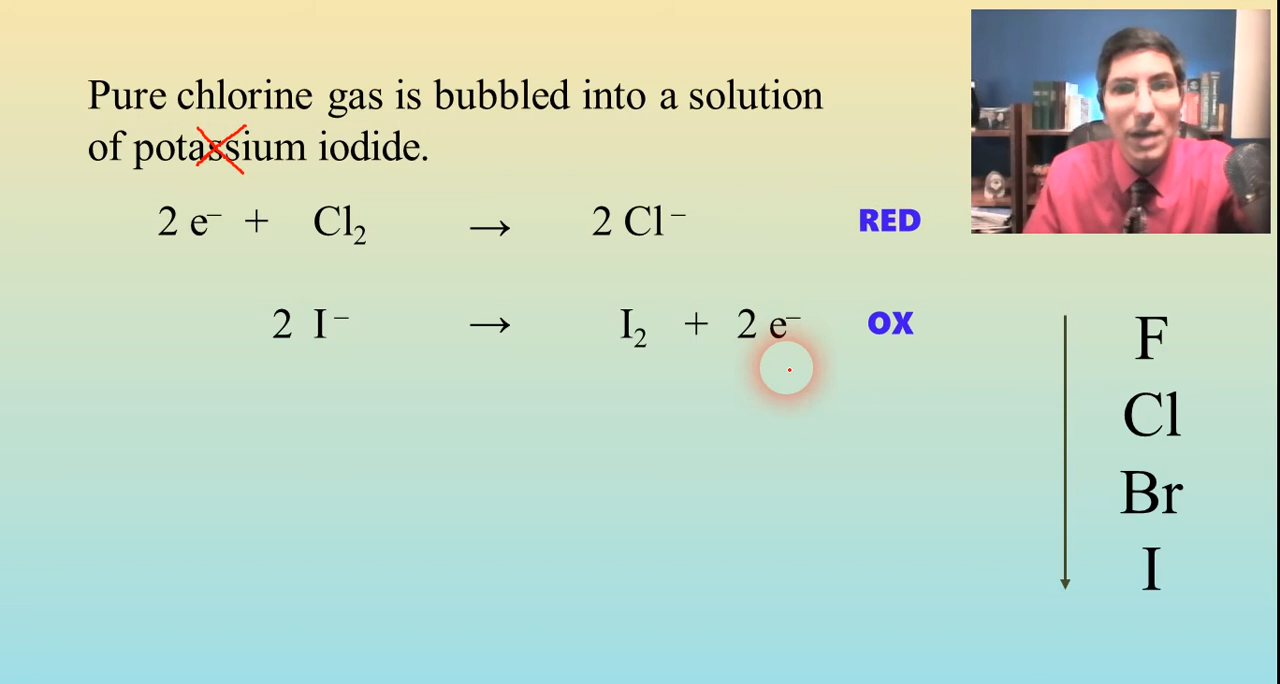 Pure chlorine gas is bubbled into a solution
of potassium iodide.
2 e⁻ + Cl₂ → 2 Cl⁻ RED
2 I⁻ → I₂ + 2 e⁻ OX
F
Cl
Br
I